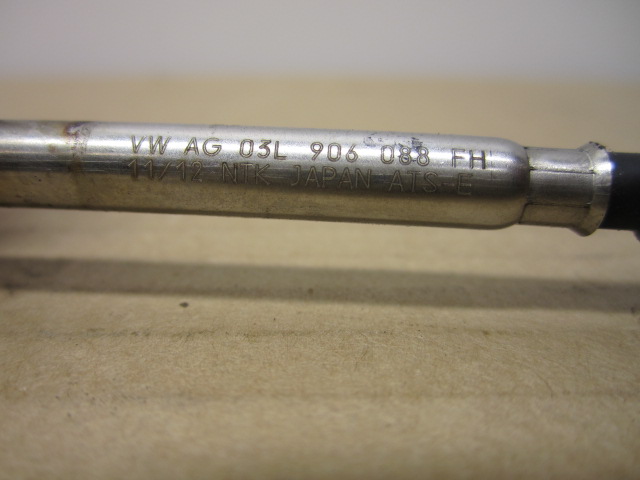 VW AG 03L 906 088 FH
11/12 NTK JAPAN ATS-E